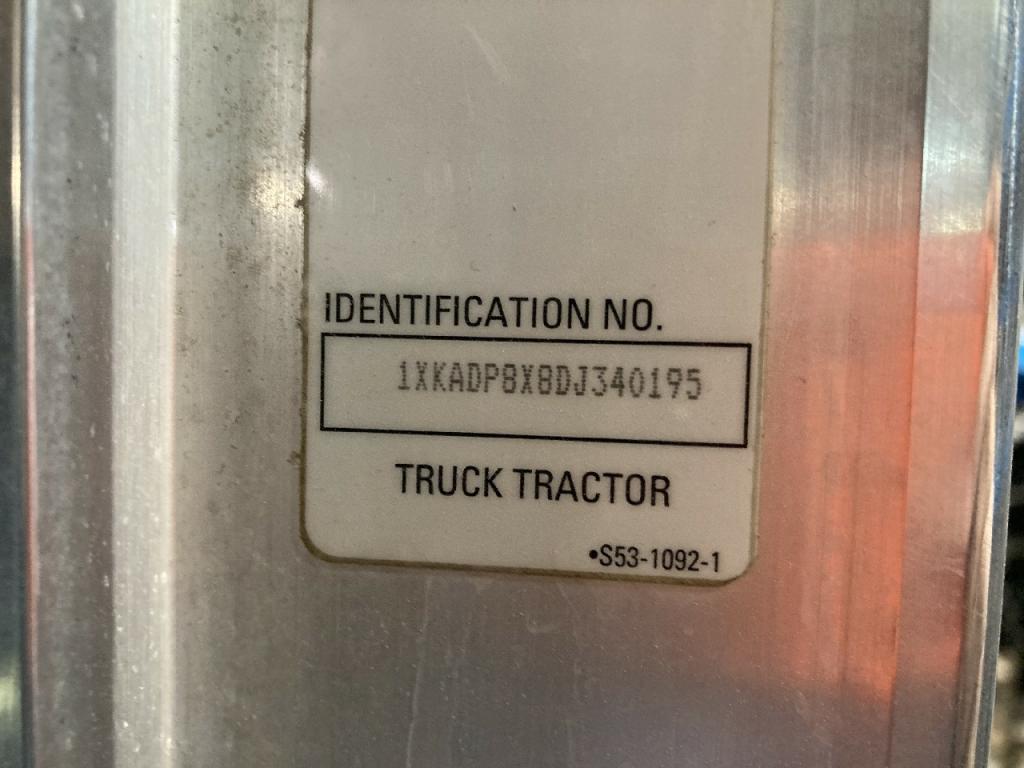 IDENTIFICATION NO.
1XKADP8X8DJ340195
TRUCK TRACTOR
•S53-1092-1